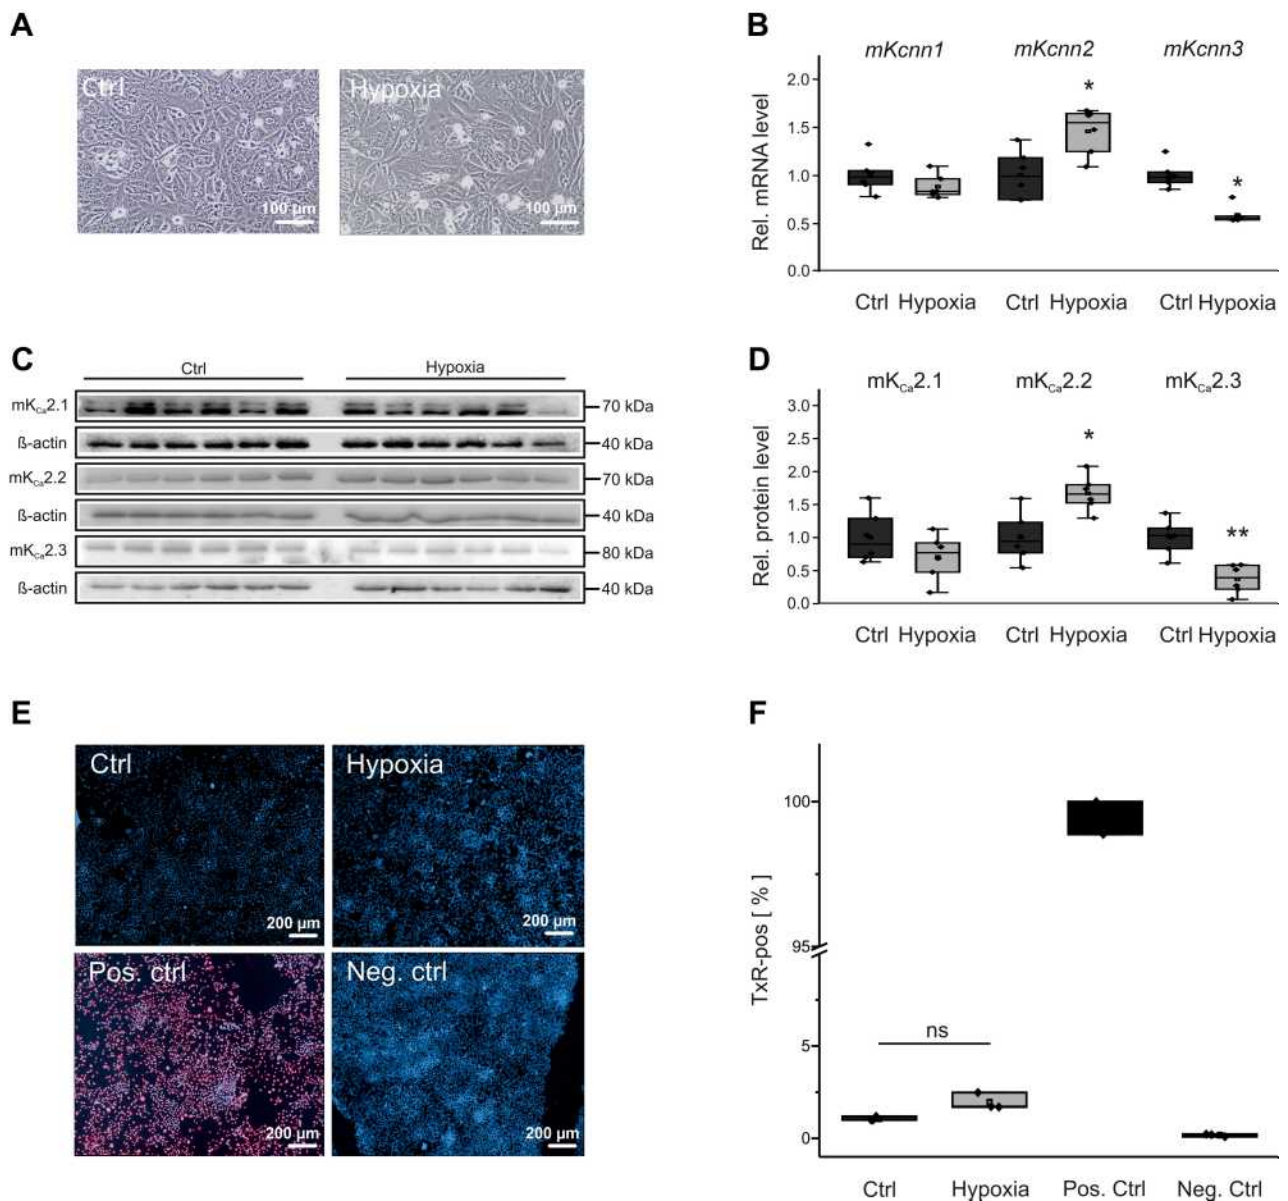 A
Ctrl
100 µm
Hypoxia
100 µm
B
mKcnn1 mKcnn2 mKcnn3
Rel. mRNA level
2.0
1.5
1.0
0.5
0.0
*
*
Ctrl Hypoxia Ctrl Hypoxia Ctrl Hypoxia
C
Ctrl Hypoxia
mKCa2.1 70 kDa
ß-actin 40 kDa
mKCa2.2 70 kDa
ß-actin 40 kDa
mKCa2.3 80 kDa
ß-actin 40 kDa
D
mKCa2.1 mKCa2.2 mKCa2.3
Rel. protein level
3.0
2.5
2.0
1.5
1.0
0.5
0.0
*
**
Ctrl Hypoxia Ctrl Hypoxia Ctrl Hypoxia
E
Ctrl
200 µm
Hypoxia
200 µm
Pos. ctrl
200 µm
Neg. ctrl
200 µm
F
TxR-pos [ % ]
100
95
5
0
ns
Ctrl Hypoxia Pos. Ctrl Neg. Ctrl